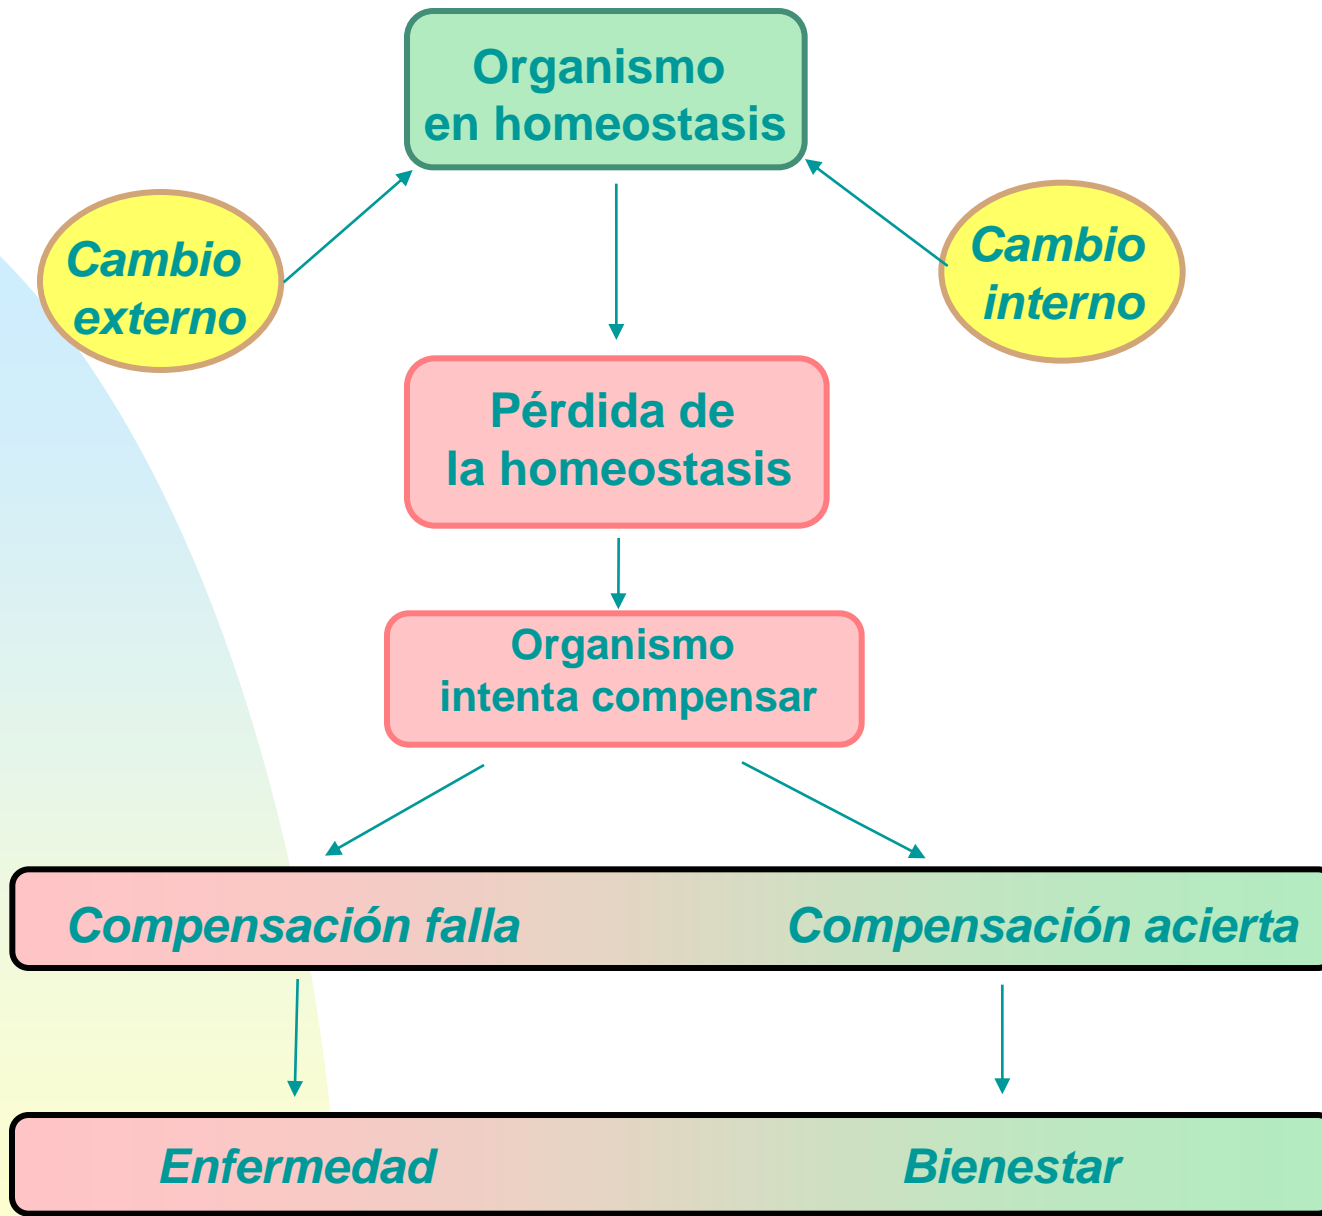 Organismo
en homeostasis
Cambio
externo
Cambio
interno
Pérdida de
la homeostasis
Organismo
intenta compensar
Compensación falla
Compensación acierta
Enfermedad
Bienestar